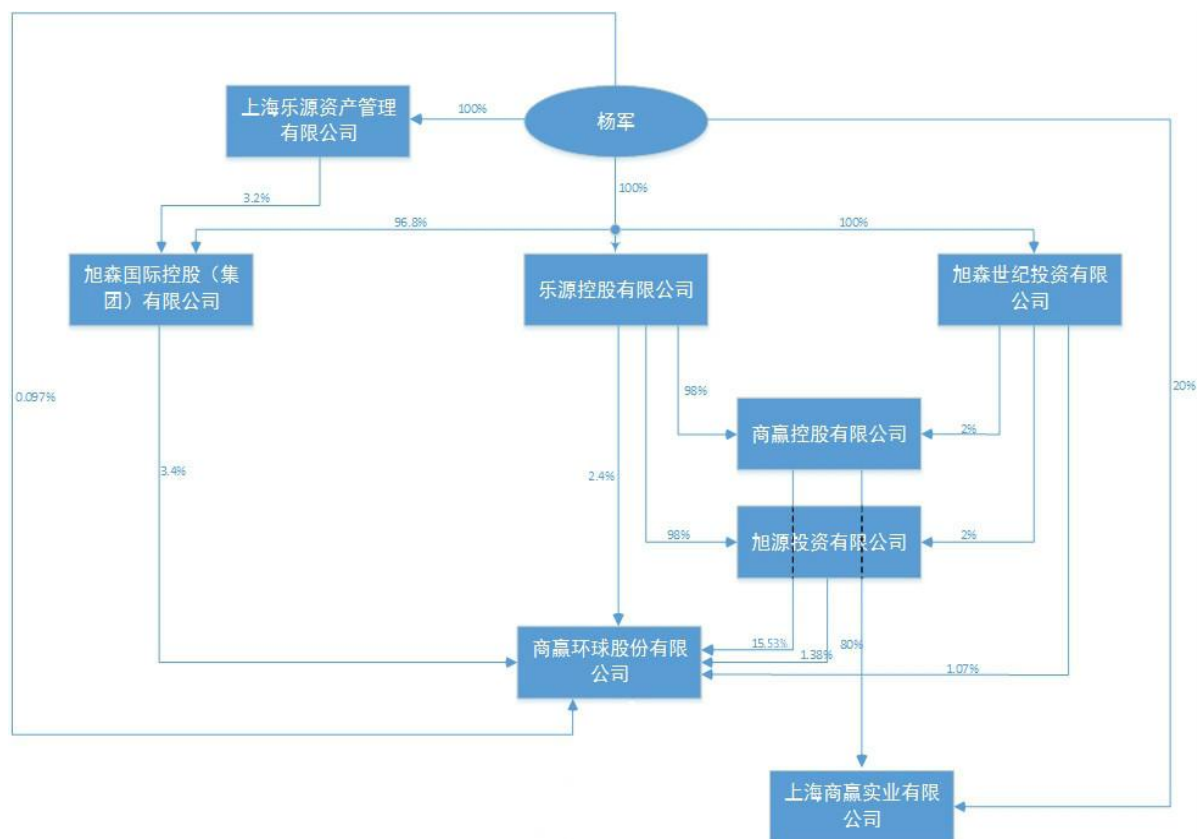 上海乐源资产管理
有限公司
100%
杨军
3.2%
100%
96.8%
100%
旭森国际控股（集
团）有限公司
乐源控股有限公司
旭森世纪投资有限
公司
0.097%
98%
20%
商赢控股有限公司
2%
3.4%
2.4%
98%
旭源投资有限公司
2%
商赢环球股份有限
公司
15.53%
1.38%
80%
1.07%
上海商赢实业有限
公司